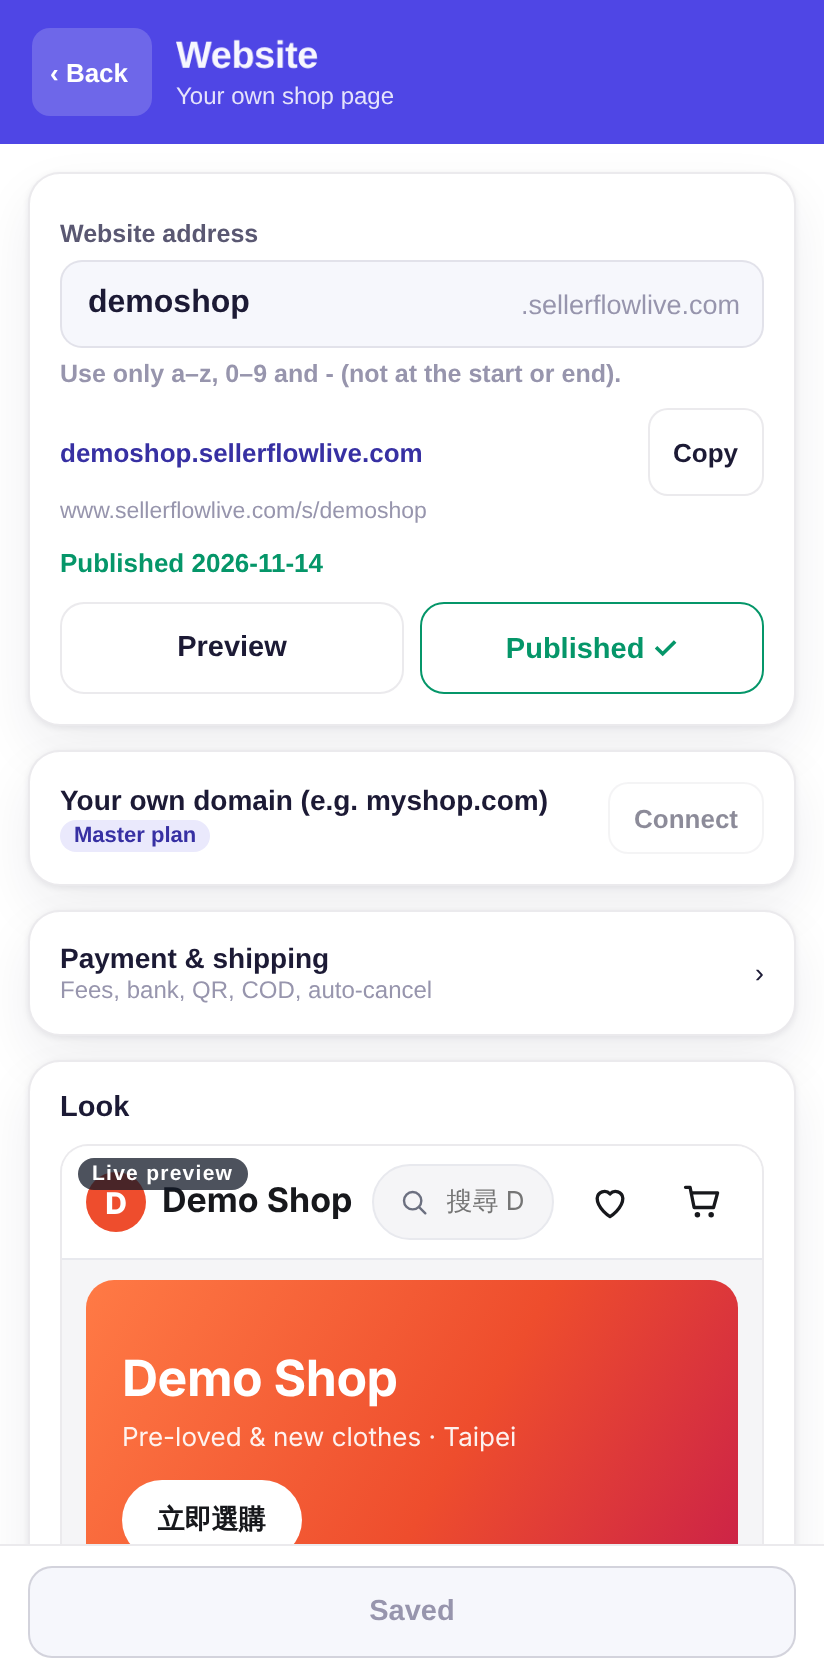 ‹ Back
Website
Your own shop page
Website address
demoshop
.sellerflowlive.com
Use only a–z, 0–9 and - (not at the start or end).
demoshop.sellerflowlive.com
Copy
www.sellerflowlive.com/s/demoshop
Published 2026-11-14
Preview
Published ✓
Your own domain (e.g. myshop.com)
Master plan
Connect
Payment & shipping
Fees, bank, QR, COD, auto-cancel
›
Look
Live preview
D
Demo Shop
搜尋 D
Demo Shop
Pre-loved & new clothes · Taipei
立即選購
Saved